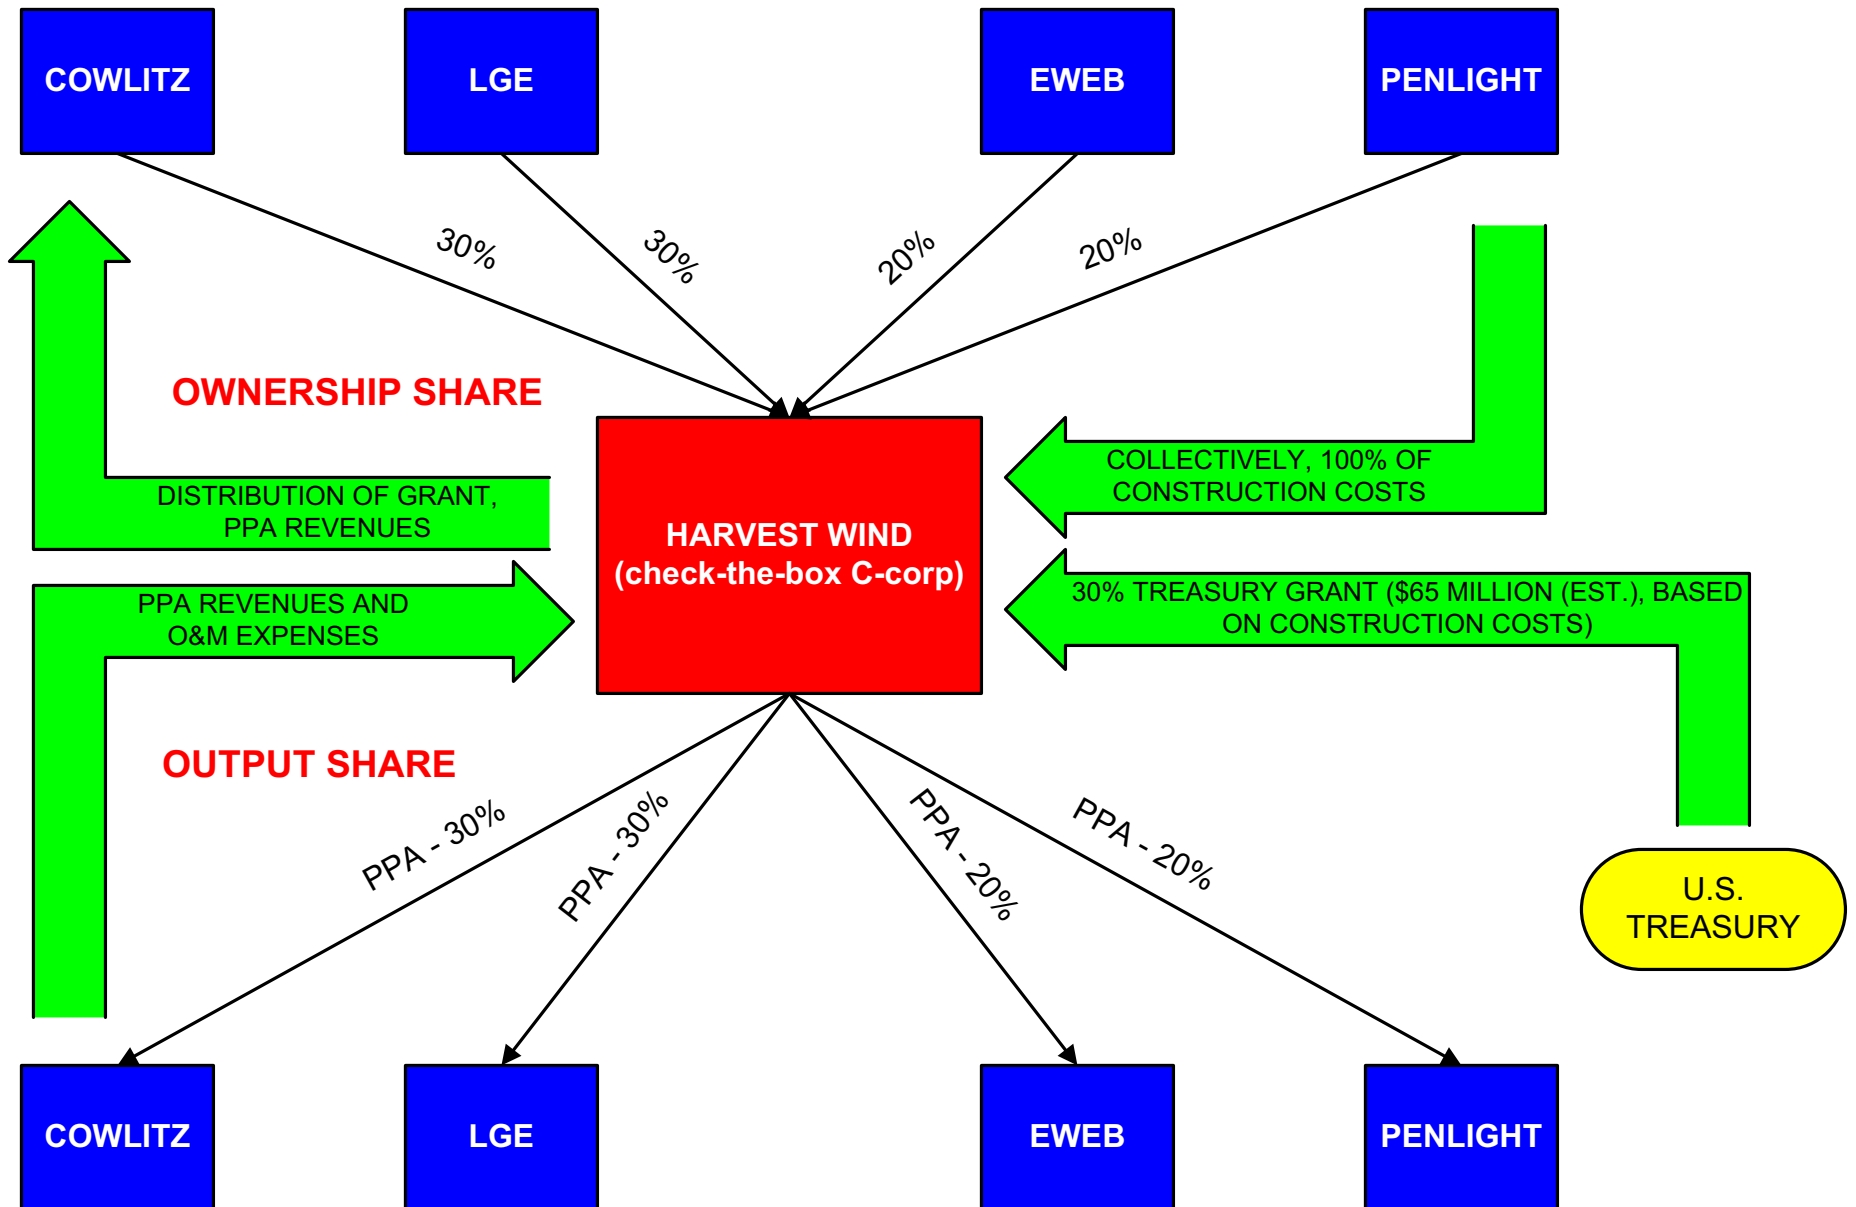 COWLITZ
LGE
EWEB
PENLIGHT
30%
30%
20%
20%
OWNERSHIP SHARE
DISTRIBUTION OF GRANT,
PPA REVENUES
COLLECTIVELY, 100% OF
CONSTRUCTION COSTS
HARVEST WIND
(check-the-box C-corp)
PPA REVENUES AND
O&M EXPENSES
30% TREASURY GRANT ($65 MILLION (EST.), BASED
ON CONSTRUCTION COSTS)
OUTPUT SHARE
PPA - 30%
PPA - 30%
PPA - 20%
PPA - 20%
U.S.
TREASURY
COWLITZ
LGE
EWEB
PENLIGHT